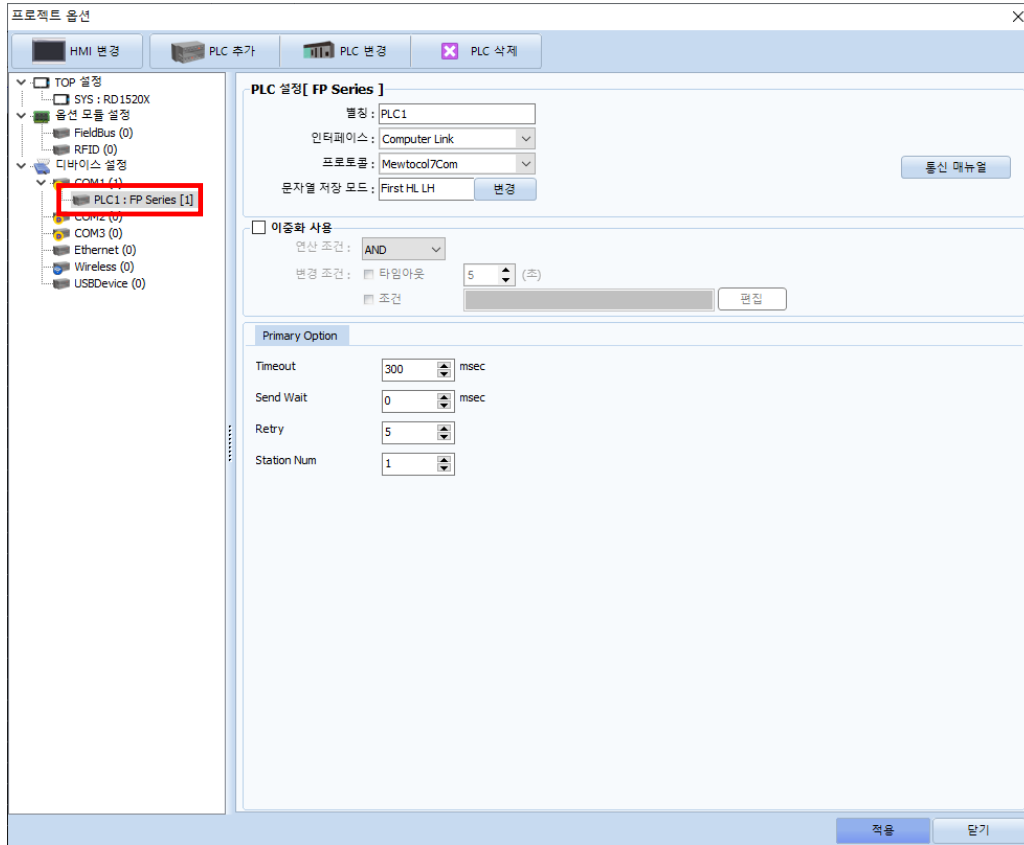 프로젝트 옵션
HMI 변경
PLC 추가
PLC 변경
PLC 삭제
TOP 설정
SYS : RD1520X
옵션 모듈 설정
FieldBus (0)
RFID (0)
디바이스 설정
COM1 (1)
PLC1 : FP Series [1]
COM2 (0)
COM3 (0)
Ethernet (0)
Wireless (0)
USBDevice (0)
PLC 설정[ FP Series ]
별칭 : PLC1
인터페이스 : Computer Link
프로토콜 : Mewtocol7Com
통신 매뉴얼
문자열 저장 모드 : First HL LH 변경
이중화 사용
연산 조건 : AND
변경 조건 : 타임아웃 5 (초)
조건 편집
Primary Option
Timeout 300 msec
Send Wait 0 msec
Retry 5
Station Num 1
적용 닫기